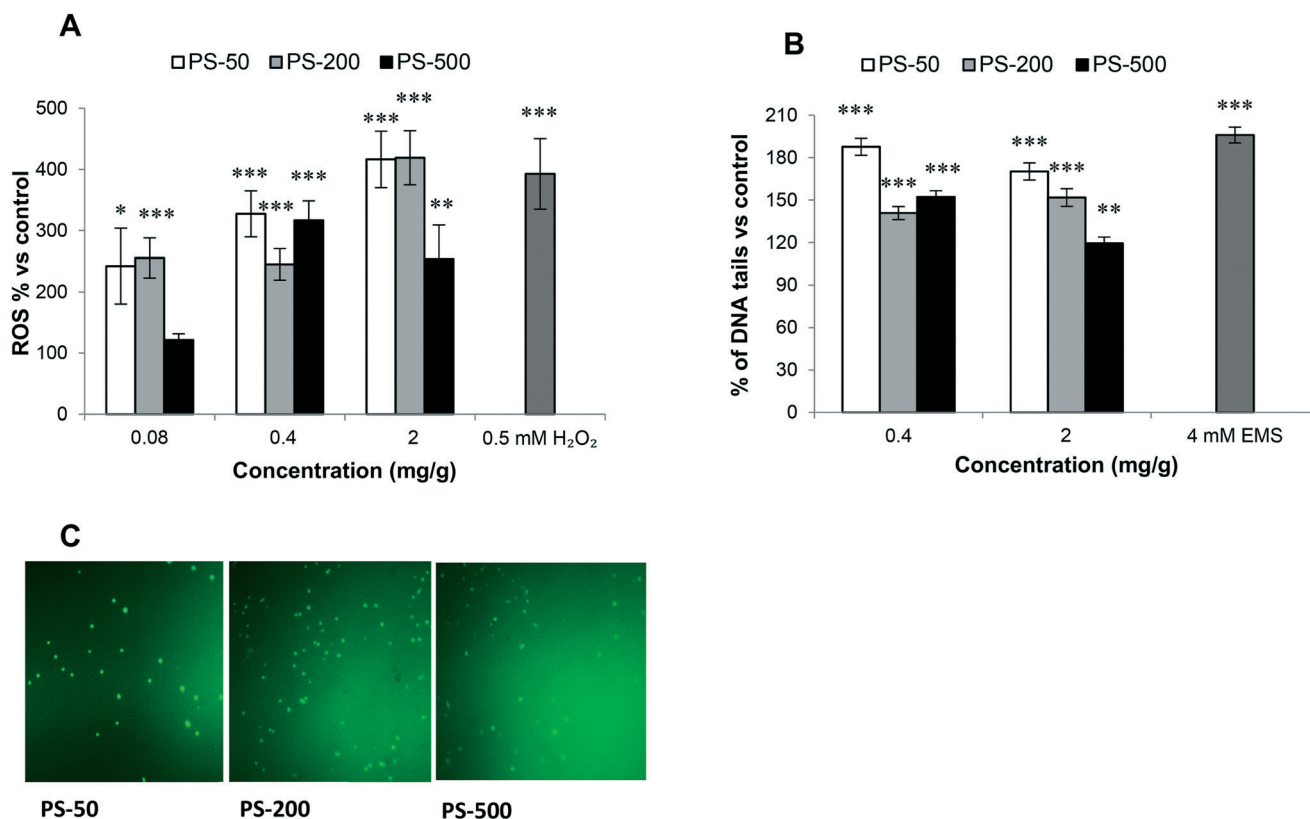 A
PS-50 PS-200 PS-500
ROS % vs control
500
400
300
200
100
0
* *** *** *** *** *** *** ** ***
0.08 0.4 2 0.5 mM H₂O₂
Concentration (mg/g)
B
PS-50 PS-200 PS-500
% of DNA tails vs control
210
180
150
120
90
60
30
0
*** *** *** *** *** ** ***
0.4 2 4 mM EMS
Concentration (mg/g)
C
PS-50 PS-200 PS-500